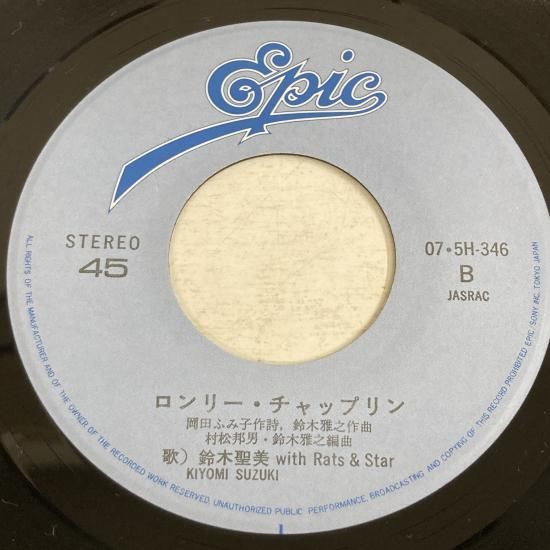 Epic
STEREO
45
07・5H-346
B
JASRAC
ロンリー・チャップリン
岡田ふみ子作詩, 鈴木雅之作曲
村松邦男・鈴木雅之編曲
歌) 鈴木聖美 with Rats & Star
KIYOMI SUZUKI
ALL RIGHTS OF THE MANUFACTURER AND OF THE OWNER OF THE RECORDED WORK RESERVED. UNAUTHORIZED PUBLIC PERFORMANCE, BROADCASTING AND COPYING OF THIS RECORD PROHIBITED EPIC/SONY INC. TOKYO JAPAN